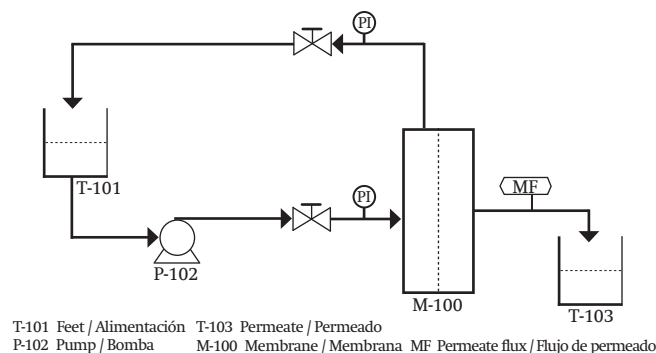 PI
T-101
PI
MF
P-102
M-100
T-103
T-101 Feet / Alimentación T-103 Permeate / Permeado
P-102 Pump / Bomba M-100 Membrane / Membrana MF Permeate flux / Flujo de permeado